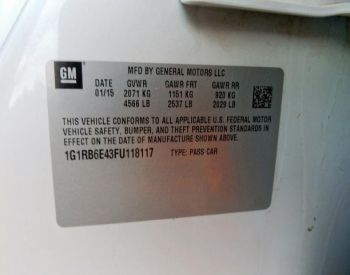 GM
MFD BY GENERAL MOTORS LLC
DATE GVWR GAWR FRT GAWR RR
01/15 2071 KG 1151 KG 920 KG
4566 LB 2537 LB 2029 LB
THIS VEHICLE CONFORMS TO ALL APPLICABLE U.S. FEDERAL MOTOR
VEHICLE SAFETY, BUMPER, AND THEFT PREVENTION STANDARDS IN
EFFECT ON THE DATE OF MANUFACTURE SHOWN ABOVE.
1G1RB6E43FU118117 TYPE: PASS CAR